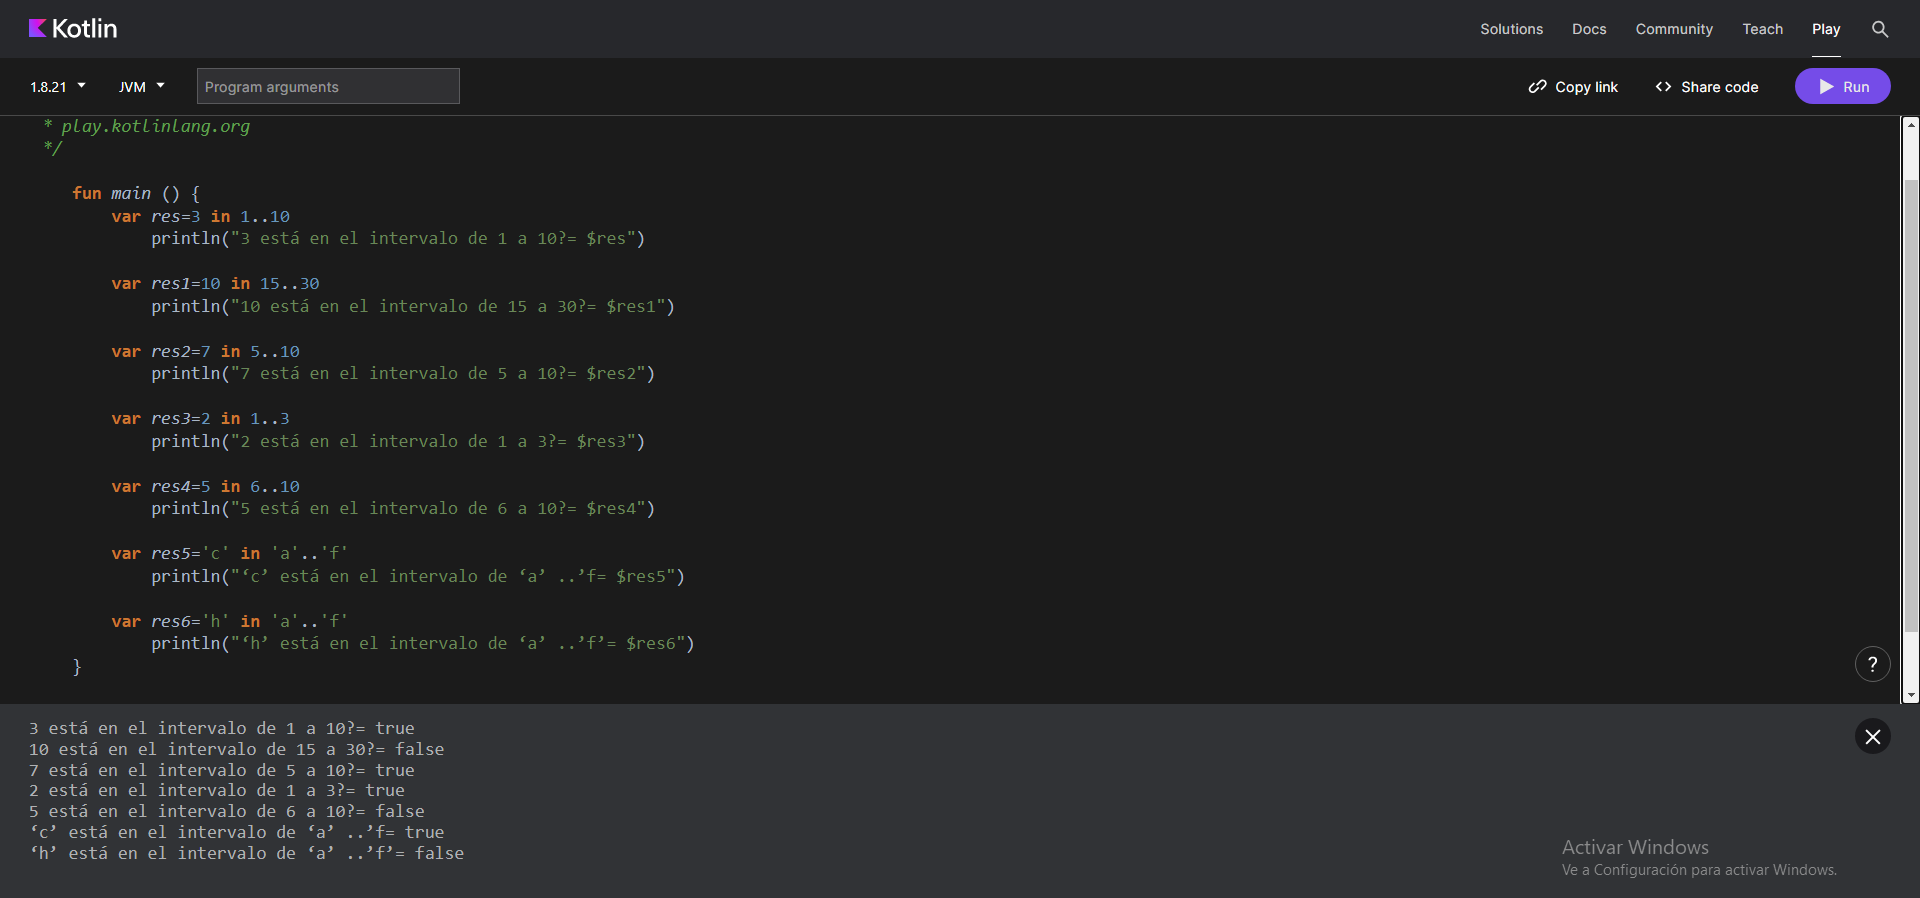 Kotlin
Solutions Docs Community Teach Play
1.8.21 JVM Program arguments Copy link <> Share code Run
* play.kotlinlang.org
*/
fun main () {
var res=3 in 1..10
println("3 está en el intervalo de 1 a 10?= $res")
var res1=10 in 15..30
println("10 está en el intervalo de 15 a 30?= $res1")
var res2=7 in 5..10
println("7 está en el intervalo de 5 a 10?= $res2")
var res3=2 in 1..3
println("2 está en el intervalo de 1 a 3?= $res3")
var res4=5 in 6..10
println("5 está en el intervalo de 6 a 10?= $res4")
var res5='c' in 'a'..'f'
println("‘c’ está en el intervalo de ‘a’ ..’f= $res5")
var res6='h' in 'a'..'f'
println("‘h’ está en el intervalo de ‘a’ ..’f’= $res6")
}
?
3 está en el intervalo de 1 a 10?= true
10 está en el intervalo de 15 a 30?= false
7 está en el intervalo de 5 a 10?= true
2 está en el intervalo de 1 a 3?= true
5 está en el intervalo de 6 a 10?= false
‘c’ está en el intervalo de ‘a’ ..’f= true
‘h’ está en el intervalo de ‘a’ ..’f’= false
Activar Windows
Ve a Configuración para activar Windows.